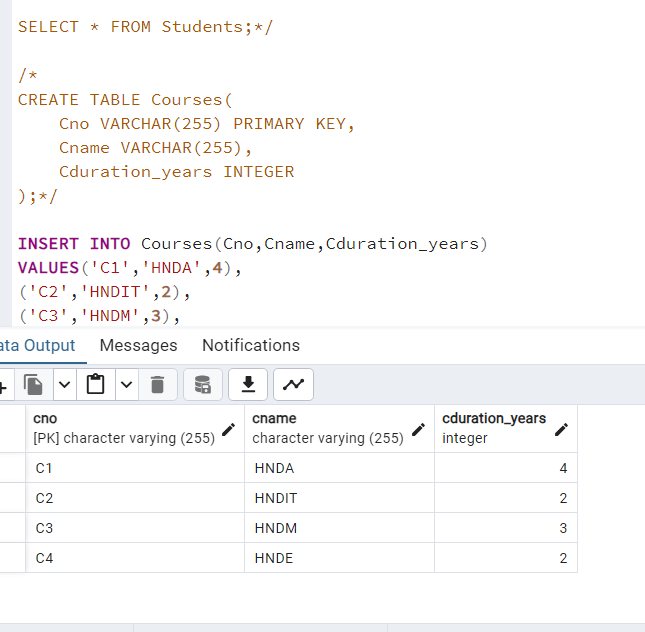 SELECT * FROM Students;*/
/*
CREATE TABLE Courses(
Cno VARCHAR(255) PRIMARY KEY,
Cname VARCHAR(255),
Cduration_years INTEGER
);*/
INSERT INTO Courses(Cno,Cname,Cduration_years)
VALUES('C1','HNDA',4),
('C2','HNDIT',2),
('C3','HNDM',3),
ata Output Messages Notifications
cno cname cduration_years
[PK] character varying (255) character varying (255) integer
C1 HNDA 4
C2 HNDIT 2
C3 HNDM 3
C4 HNDE 2